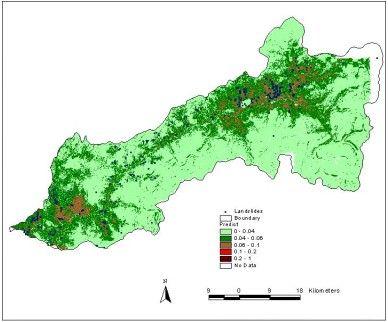 Landslides
Boundary
Predict
0 - 0.04
0.04 - 0.06
0.06 - 0.1
0.1 - 0.2
0.2 - 1
No Data
N
9 0 9 18 Kilometers